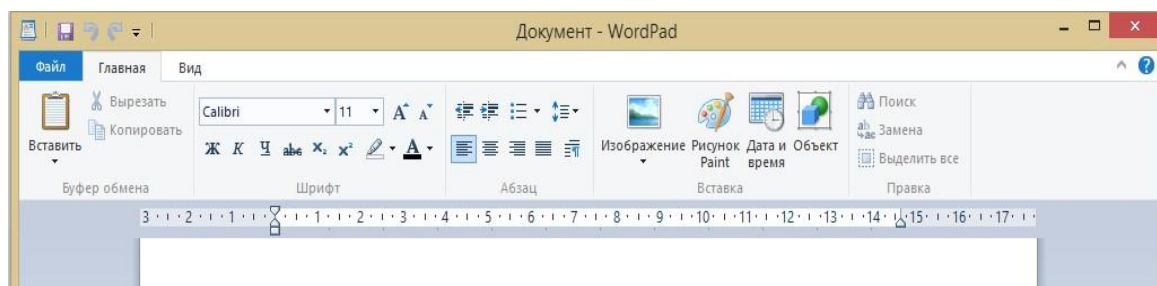 Документ - WordPad
Файл Главная Вид
Вставить
Вырезать
Копировать
Буфер обмена
Calibri 11 A A
Ж К Ч abc X₂ X² A
Шрифт
Абзац
Изображение
Рисунок Paint
Дата и время
Объект
Вставка
Поиск
Замена
Выделить все
Правка
3 2 1 1 2 3 4 5 6 7 8 9 10 11 12 13 14 15 16 17